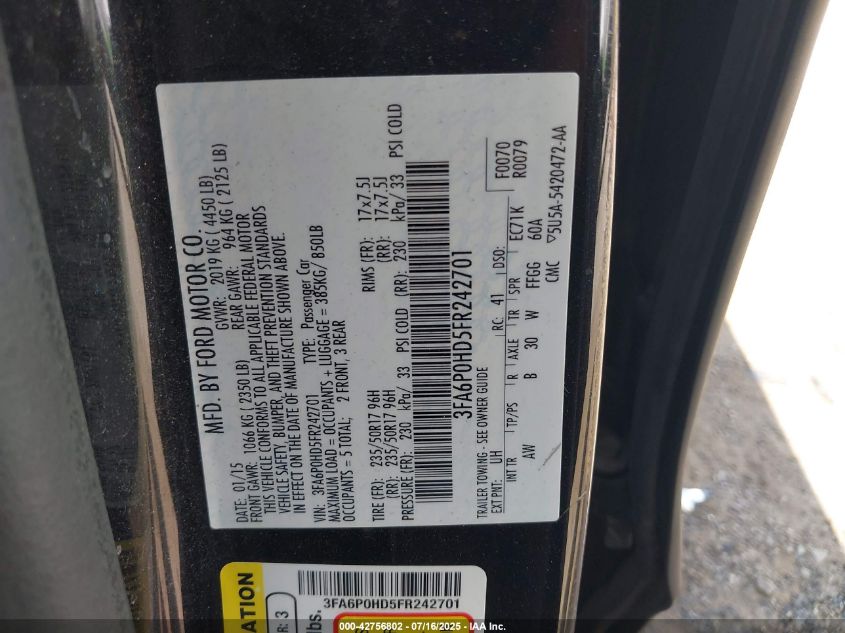 MFD. BY FORD MOTOR CO.
DATE: 01/15 GVWR: 2019 KG ( 4450 LB)
FRONT GAWR: 1066 KG ( 2350 LB) REAR GAWR: 964 KG ( 2125 LB)
THIS VEHICLE CONFORMS TO ALL APPLICABLE FEDERAL MOTOR
VEHICLE SAFETY, BUMPER, AND THEFT PREVENTION STANDARDS
IN EFFECT ON THE DATE OF MANUFACTURE SHOWN ABOVE.
VIN: 3FA6P0HD5FR242701 TYPE: Passenger Car
MAXIMUM LOAD = OCCUPANTS + LUGGAGE = 385KG/ 850LB
OCCUPANTS = 5 TOTAL; 2 FRONT, 3 REAR
TIRE (FR): 235/50R17 96H RIMS (FR): 17x7.5J
(RR): 235/50R17 96H (RR): 17x7.5J
PRESSURE (FR): 230 kPa/ 33 PSI COLD (RR): 230 kPa/ 33 PSI COLD
3FA6P0HD5FR242701
F0070
R0079
TRAILER TOWING - SEE OWNER GUIDE
EXT PNT: UH RC: 41 DSO: EC71K
INT TR TP/PS R AXLE TR SPR
AW B 30 W FFGG 60A
CMC ▽5U5A-5420472-AA
ATION
R: 3
lbs.
3FA6P0HD5FR242701
000-42756802 - 07/16/2025 - IAAI.COM